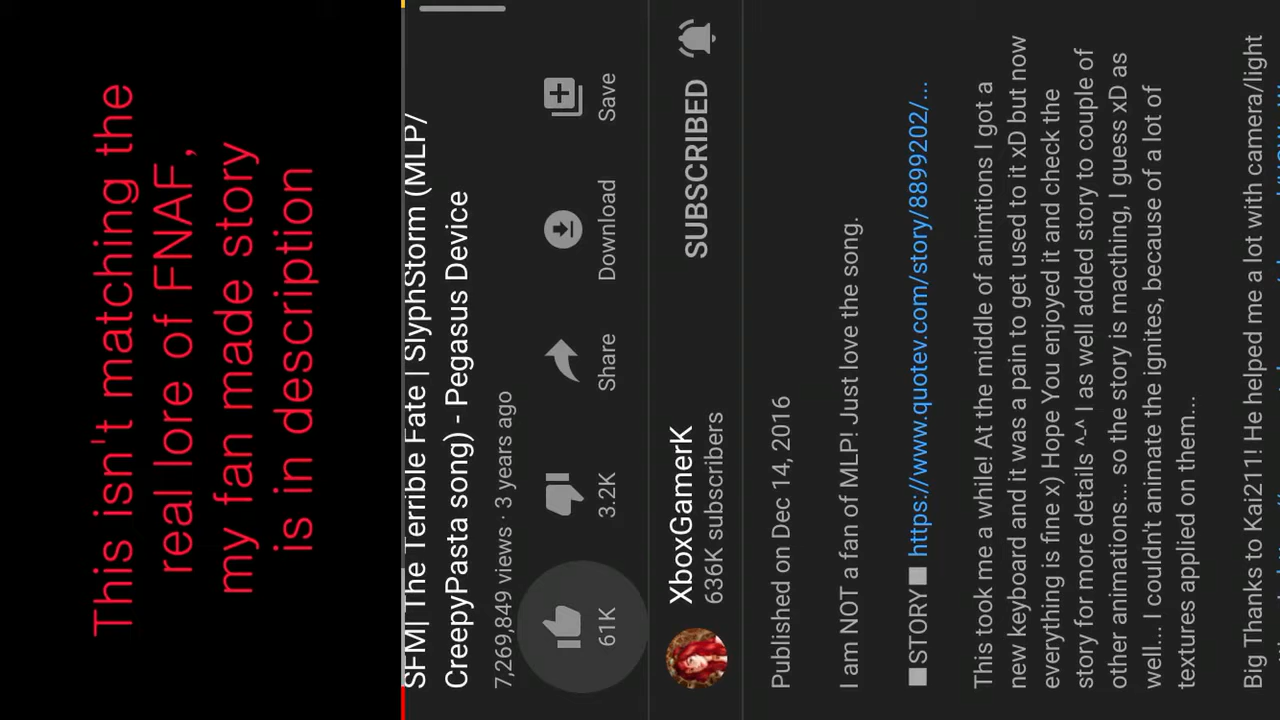 This isn't matching the
real lore of FNAF,
my fan made story
is in description
SFM| The Terrible Fate | SlyphStorm (MLP/
CreepyPasta song) - Pegasus Device
7,269,849 views · 3 years ago
61K
3.2K
Share
Download
Save
XboxGamerK
636K subscribers
SUBSCRIBED
Published on Dec 14, 2016
I am NOT a fan of MLP! Just love the song.
■STORY■ https://www.quotev.com/story/8899202/...
This took me a while! At the middle of animtions I got a
new keyboard and it was a pain to get used to it xD but now
everything is fine x) Hope You enjoyed it and check the
story for more details ^-^ I as well added story to couple of
other animations... so the story is macthing, I guess xD as
well... I couldn't animate the ignites, because of a lot of
textures applied on them...
Big Thanks to Kai211! He helped me a lot with camera/light